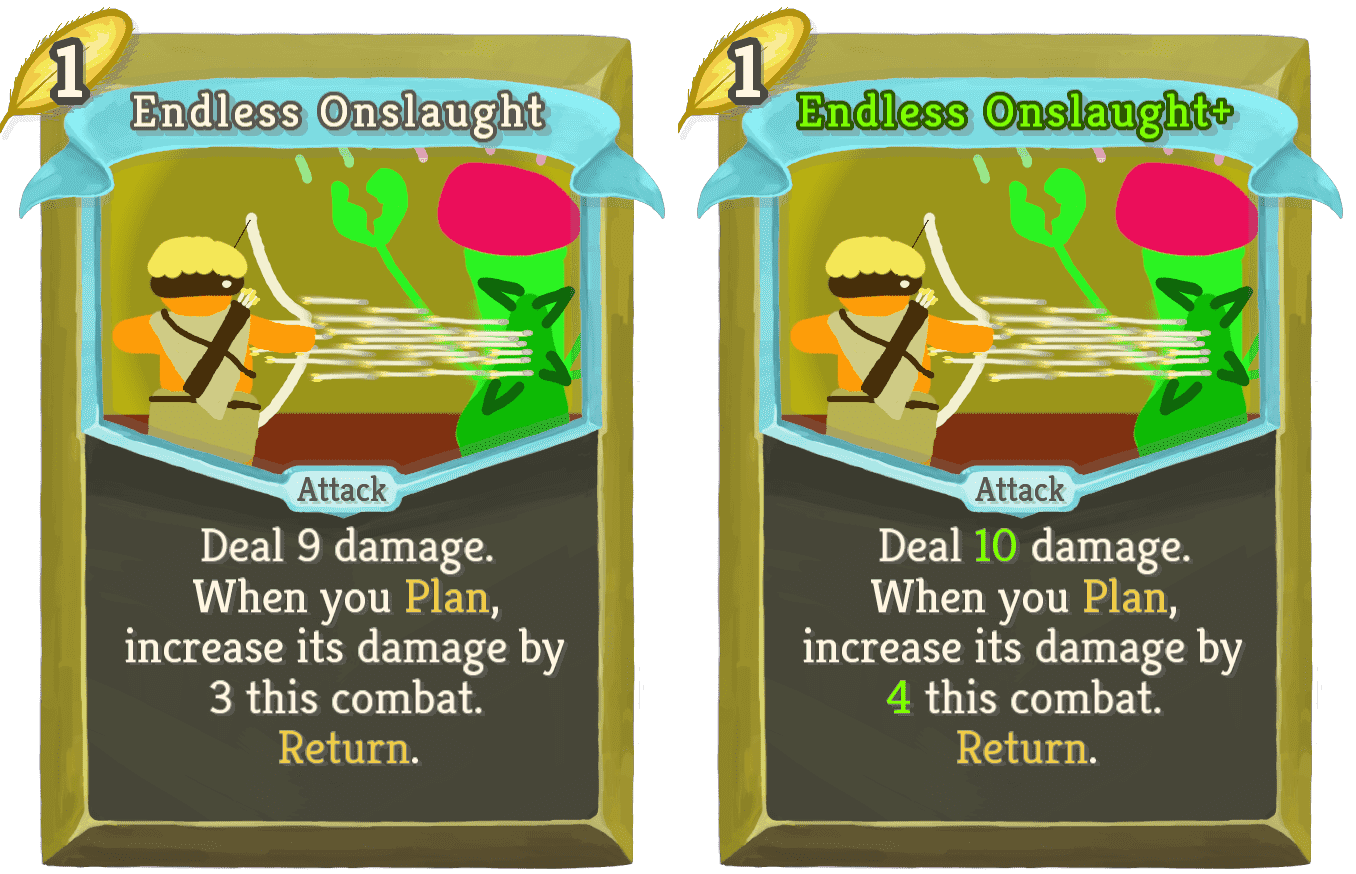 1
Endless Onslaught
Attack
Deal 9 damage.
When you Plan,
increase its damage by
3 this combat.
Return.
1
Endless Onslaught+
Attack
Deal 10 damage.
When you Plan,
increase its damage by
4 this combat.
Return.